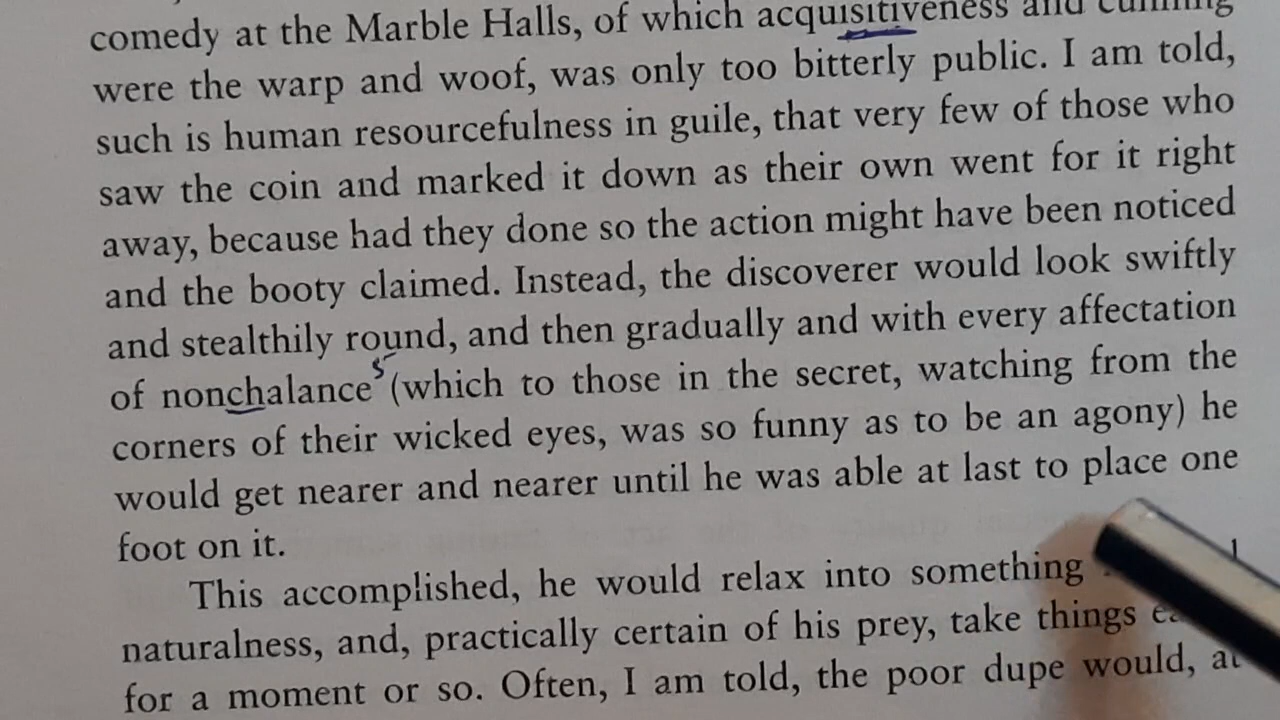 comedy at the Marble Halls, of which acquisitiveness and cunning
were the warp and woof, was only too bitterly public. I am told,
such is human resourcefulness in guile, that very few of those who
saw the coin and marked it down as their own went for it right
away, because had they done so the action might have been noticed
and the booty claimed. Instead, the discoverer would look swiftly
and stealthily round, and then gradually and with every affectation
of nonchalance 5 (which to those in the secret, watching from the
corners of their wicked eyes, was so funny as to be an agony) he
would get nearer and nearer until he was able at last to place one
foot on it.
This accomplished, he would relax into something
naturalness, and, practically certain of his prey, take things
for a moment or so. Often, I am told, the poor dupe would, at